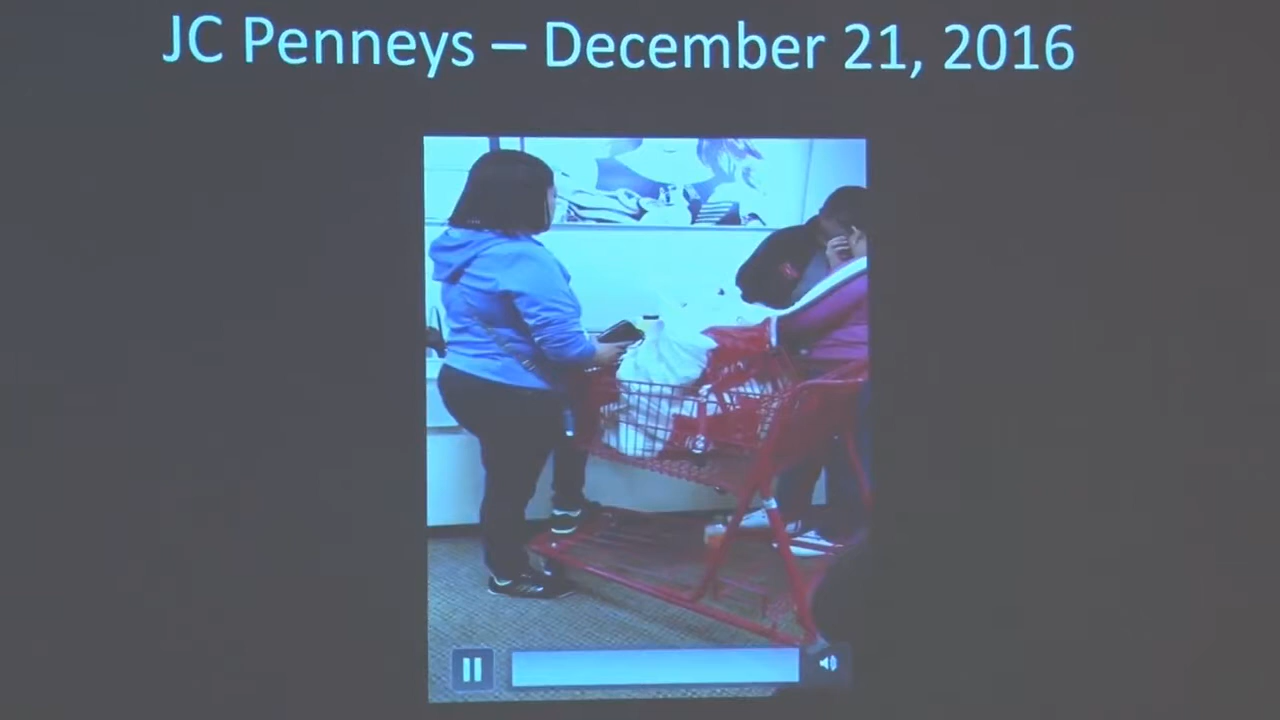 JC Penneys – December 21, 2016